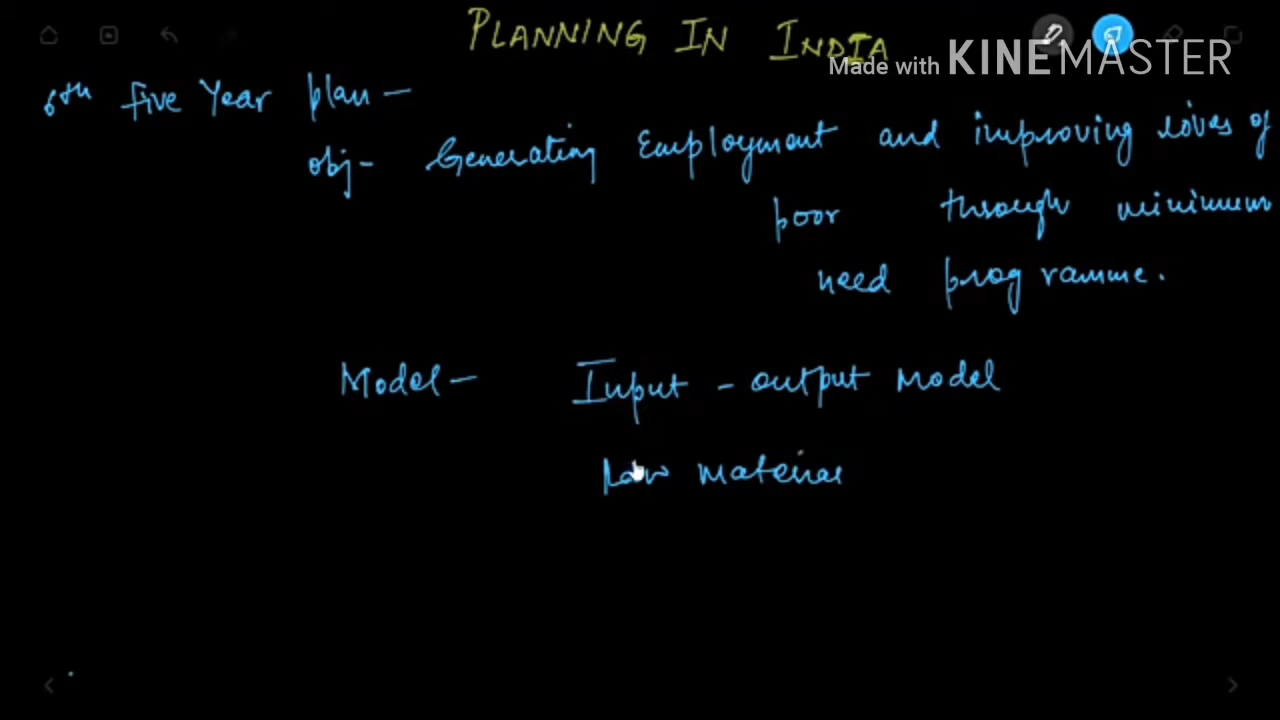 PLANNING IN INDIA
Made with KINEMASTER
6th five Year plan -
obj - Generating Employment and improving lives of
poor through minimum
need programme.
Model - Input - output Model
Raw material